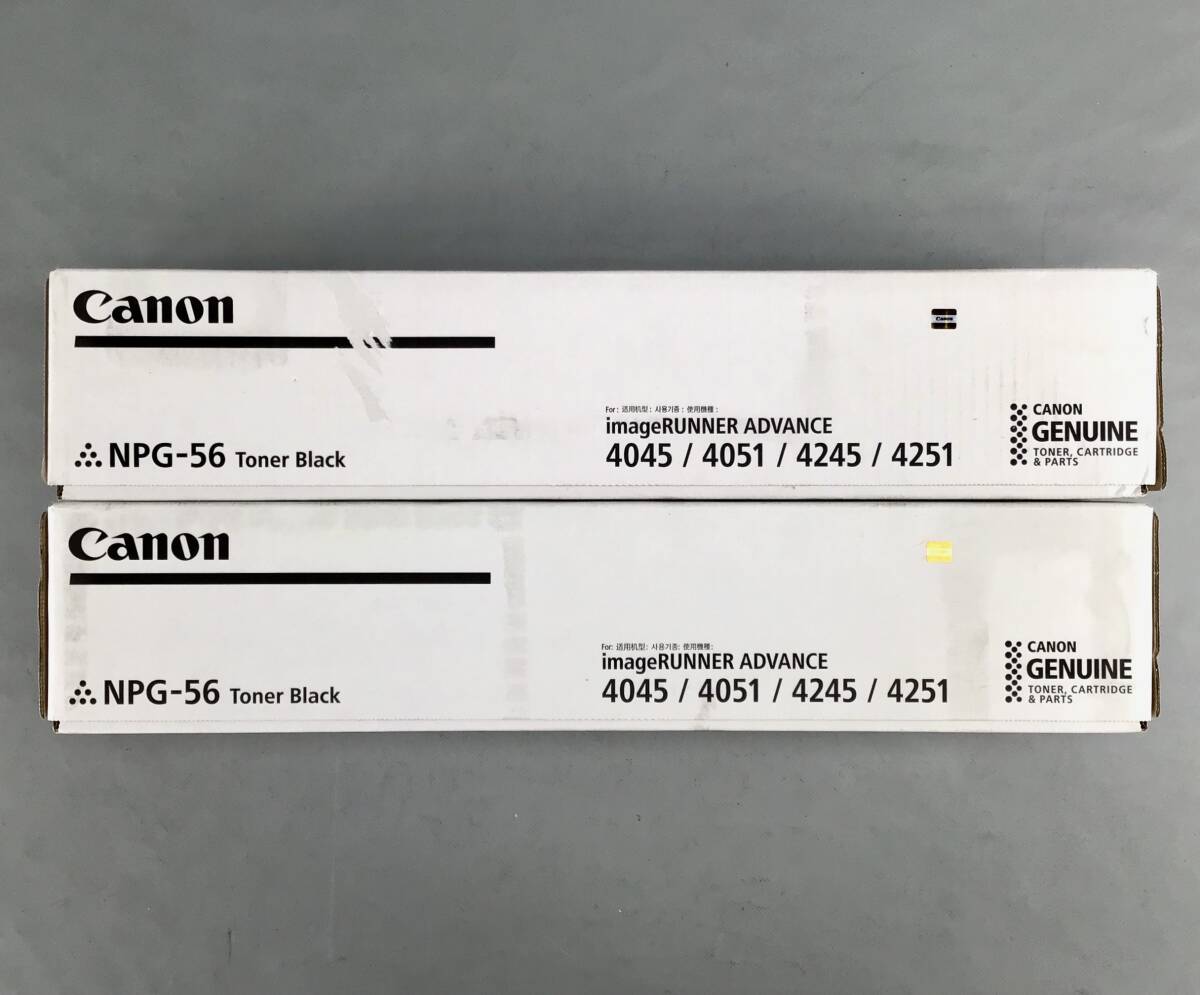 Canon
Canon
For : 适用机型 : 사용기종 : 使用機種 :
imageRUNNER ADVANCE
4045 / 4051 / 4245 / 4251
NPG-56 Toner Black
CANON
GENUINE
TONER, CARTRIDGE
& PARTS
Canon
For: 适用机型: 사용기종: 使用機種:
imageRUNNER ADVANCE
4045 / 4051 / 4245 / 4251
NPG-56 Toner Black
CANON
GENUINE
TONER, CARTRIDGE
& PARTS